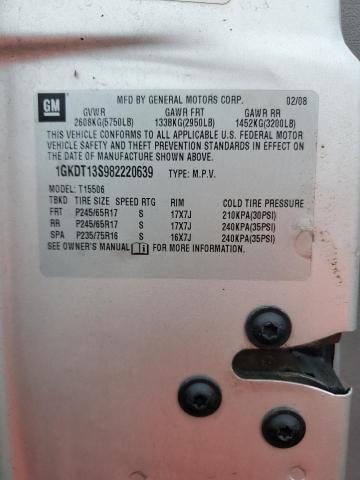 GM
MFD BY GENERAL MOTORS CORP. 02/08
GVWR GAWR FRT GAWR RR
2608KG(5750LB) 1338KG(2950LB) 1452KG(3200LB)
THIS VEHICLE CONFORMS TO ALL APPLICABLE U.S. FEDERAL MOTOR
VEHICLE SAFETY AND THEFT PREVENTION STANDARDS IN EFFECT ON
THE DATE OF MANUFACTURE SHOWN ABOVE.
1GKDT13S982220639 TYPE: M.P.V.
MODEL: T15506
TBKD TIRE SIZE SPEED RTG RIM COLD TIRE PRESSURE
FRT P245/65R17 S 17X7J 210KPA(30PSI)
RR P245/65R17 S 17X7J 240KPA(35PSI)
SPA P235/75R16 S 16X7J 240KPA(35PSI)
SEE OWNER'S MANUAL FOR MORE INFORMATION.